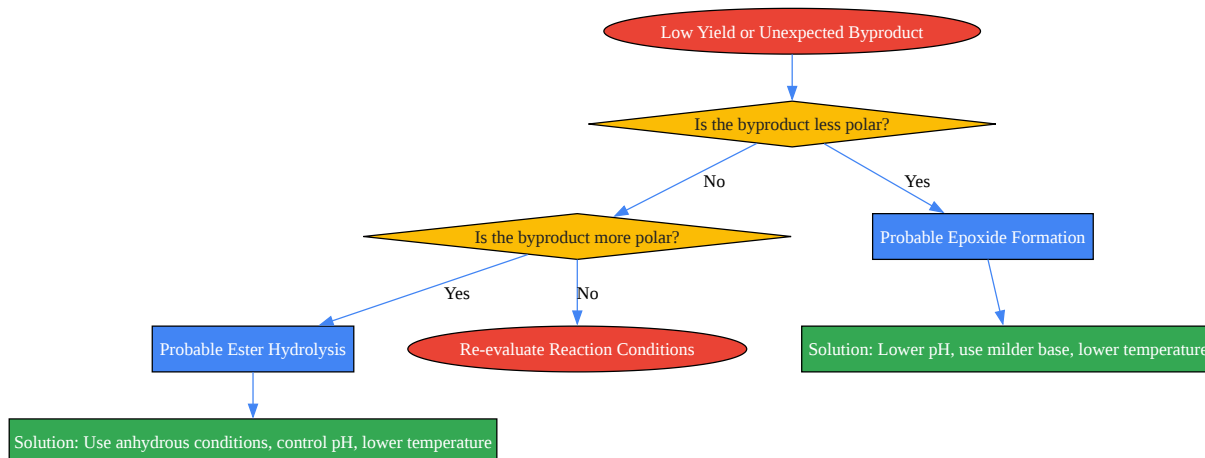 Low Yield or Unexpected Byproduct
Is the byproduct less polar?
No
Yes
Is the byproduct more polar?
Probable Epoxide Formation
Yes
No
Probable Ester Hydrolysis
Re-evaluate Reaction Conditions
Solution: Lower pH, use milder base, lower temperature
Solution: Use anhydrous conditions, control pH, lower temperature